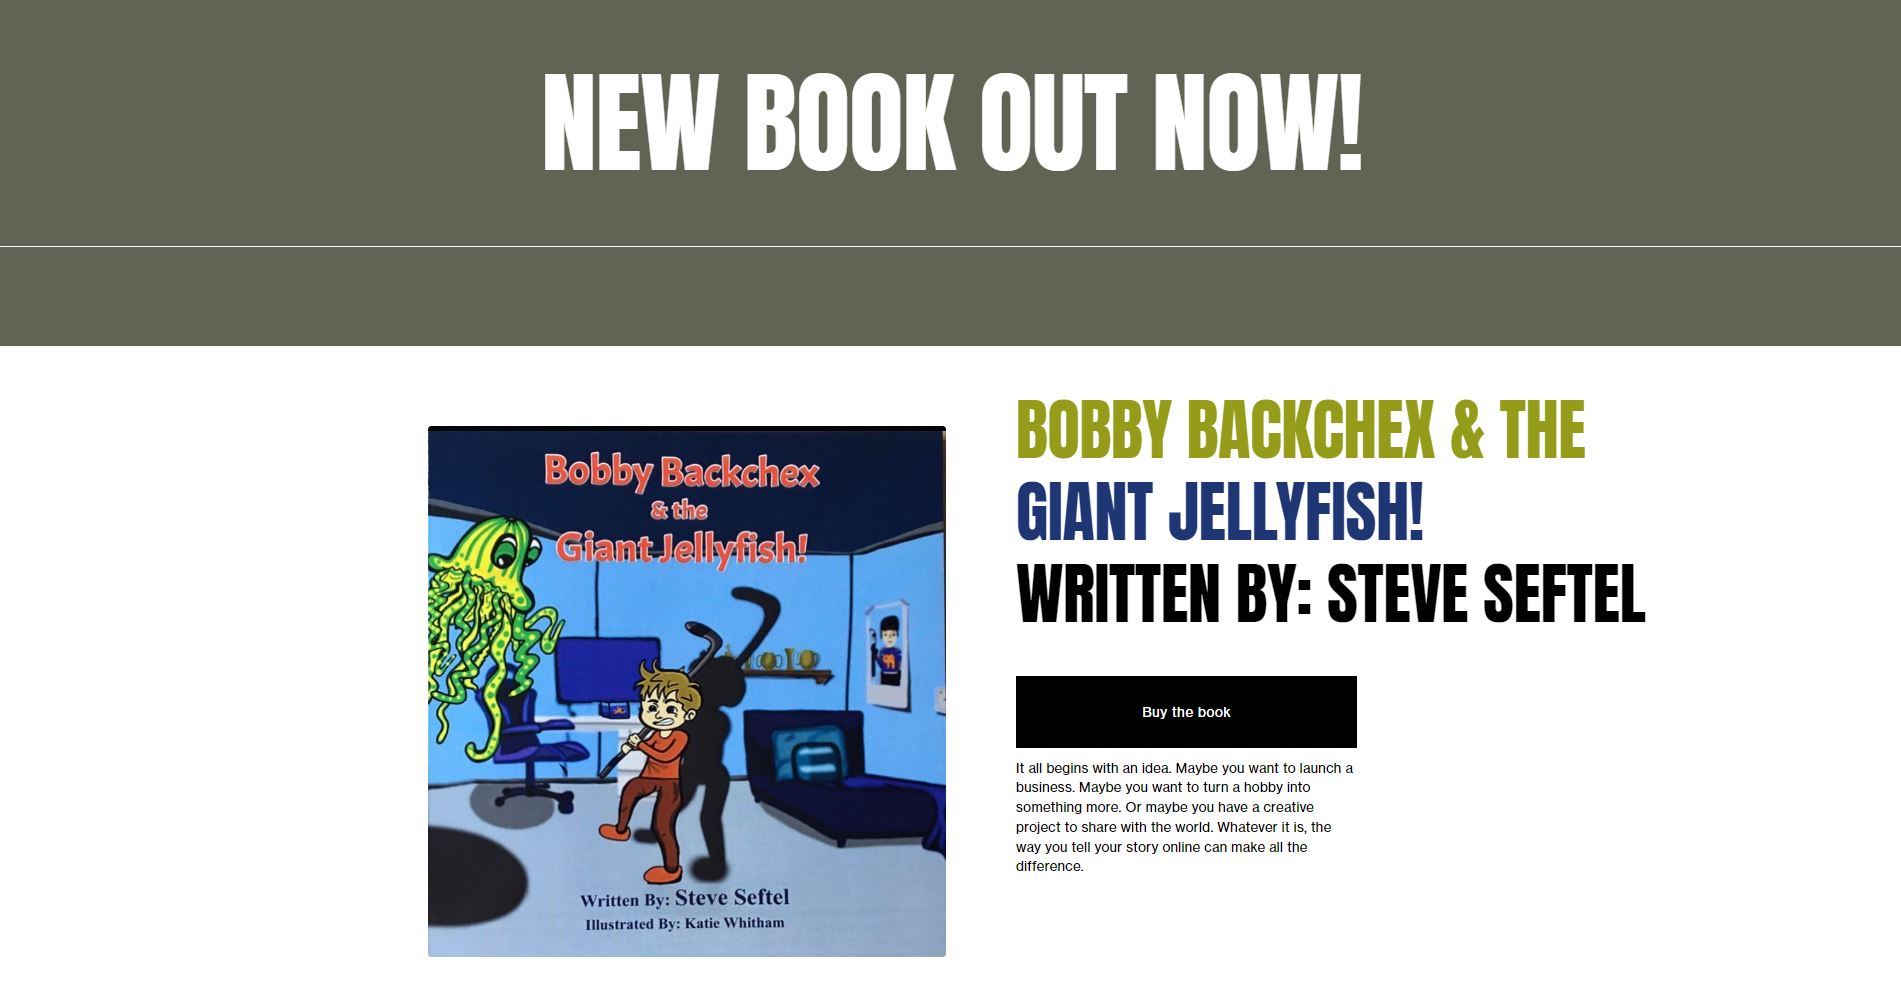 NEW BOOK OUT NOW!
Bobby Backchex
& the
Giant Jellyfish!
Written By: Steve Seftel
Illustrated By: Katie Whitham
BOBBY BACKCHEX & THE
GIANT JELLYFISH!
WRITTEN BY: STEVE SEFTEL
Buy the book
It all begins with an idea. Maybe you want to launch a
business. Maybe you want to turn a hobby into
something more. Or maybe you have a creative
project to share with the world. Whatever it is, the
way you tell your story online can make all the
difference.